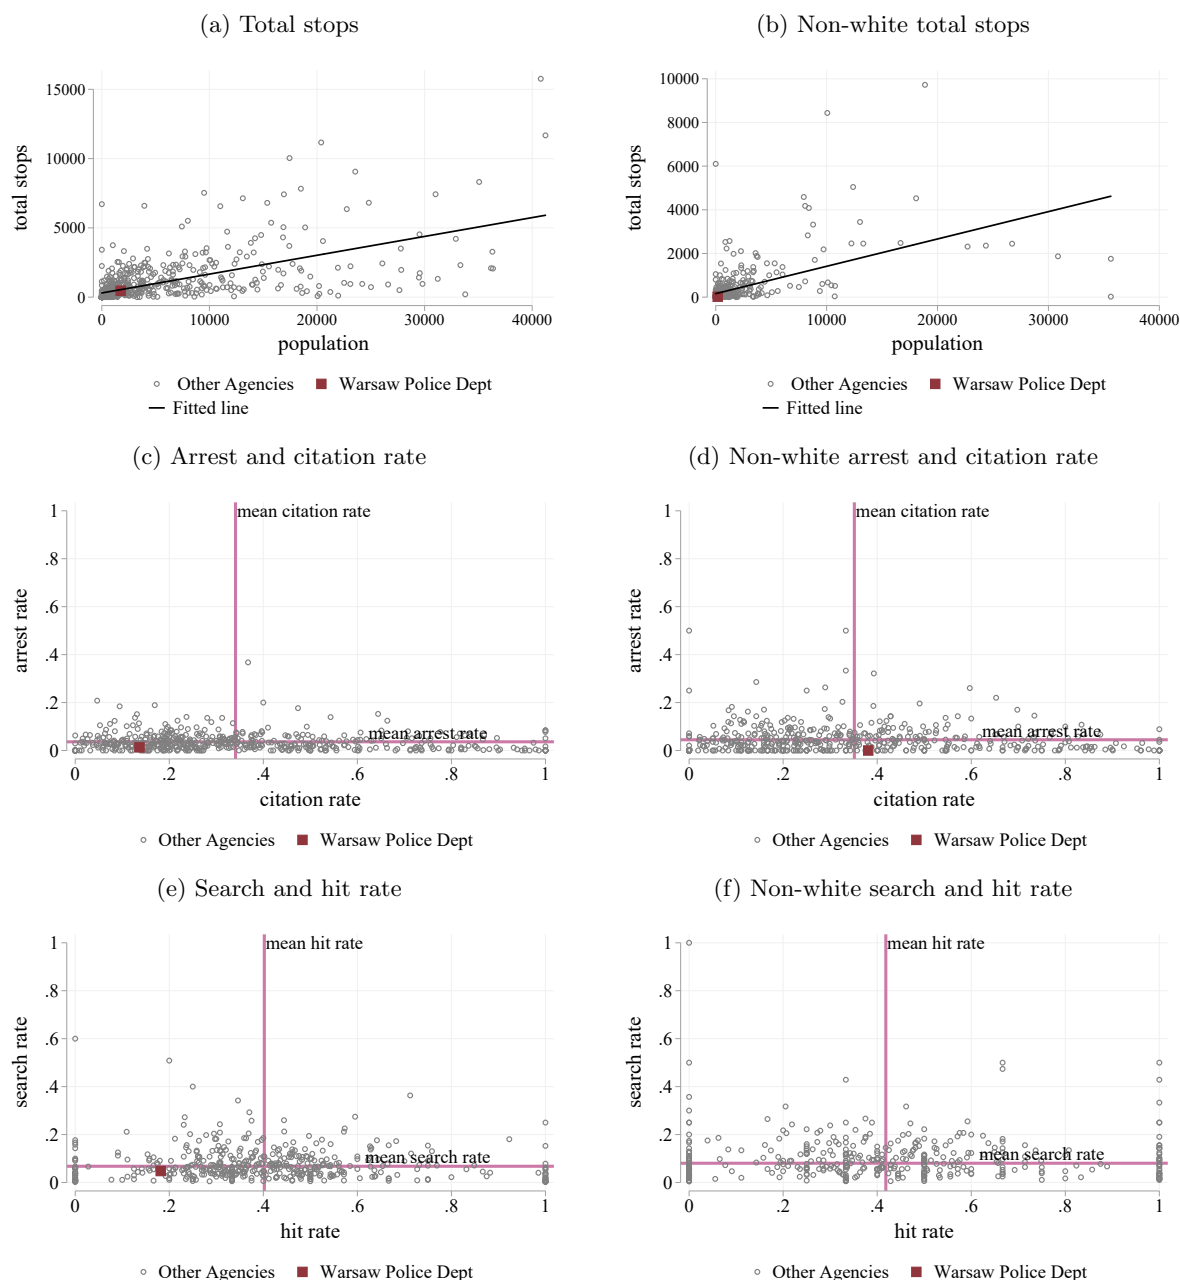 (a) Total stops
(b) Non-white total stops
15000
10000
5000
0
total stops
0 10000 20000 30000 40000
population
Other Agencies Warsaw Police Dept
Fitted line
10000
8000
6000
4000
2000
0
total stops
0 10000 20000 30000 40000
population
Other Agencies Warsaw Police Dept
Fitted line
(c) Arrest and citation rate
(d) Non-white arrest and citation rate
1
.8
.6
.4
.2
0
arrest rate
mean citation rate
mean arrest rate
0 .2 .4 .6 .8 1
citation rate
Other Agencies Warsaw Police Dept
1
.8
.6
.4
.2
0
arrest rate
mean citation rate
mean arrest rate
0 .2 .4 .6 .8 1
citation rate
Other Agencies Warsaw Police Dept
(e) Search and hit rate
(f) Non-white search and hit rate
1
.8
.6
.4
.2
0
search rate
mean hit rate
mean search rate
0 .2 .4 .6 .8 1
hit rate
Other Agencies Warsaw Police Dept
1
.8
.6
.4
.2
0
search rate
mean hit rate
mean search rate
0 .2 .4 .6 .8 1
hit rate
Other Agencies Warsaw Police Dept